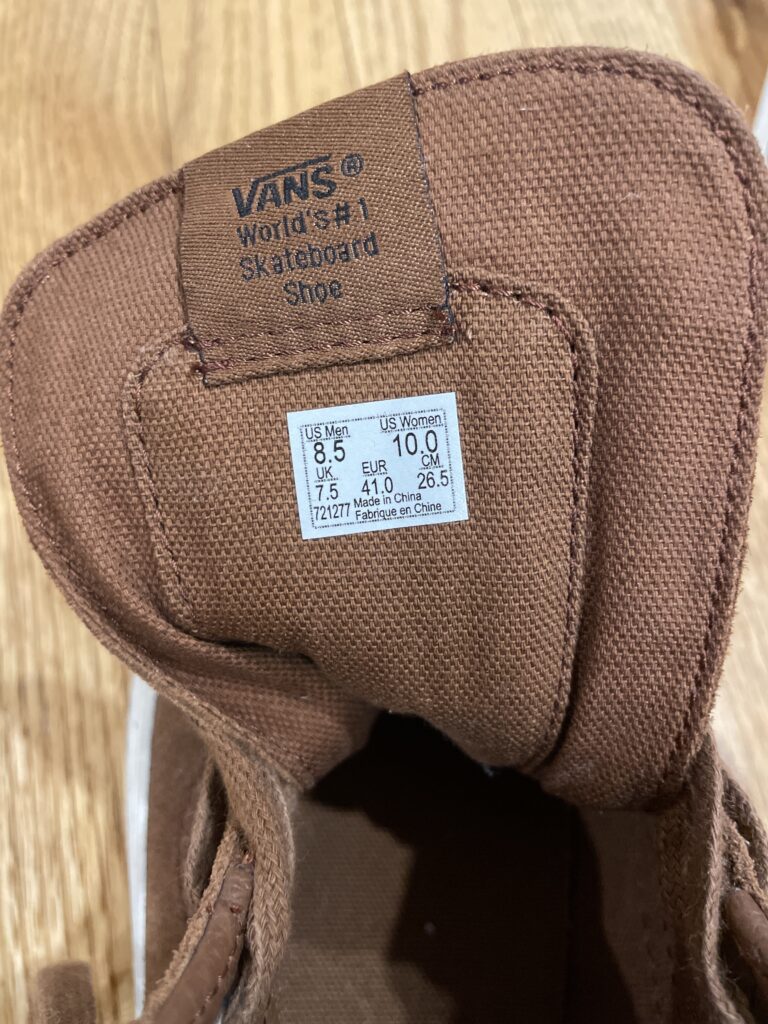 VANS®
World's #1
Skateboard
Shoe
US Men US Women
8.5 10.0
UK EUR CM
7.5 41.0 26.5
721277 Made in China
Fabrique en Chine